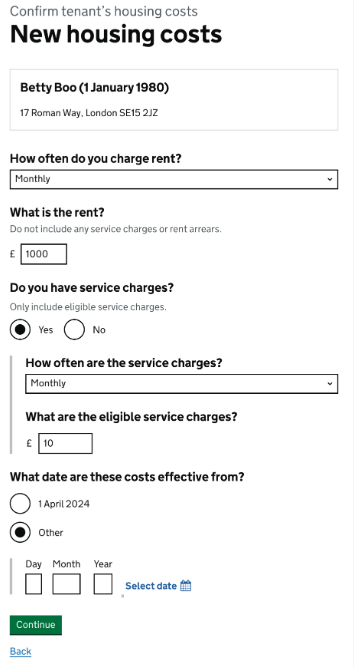 Confirm tenant's housing costs
New housing costs
Betty Boo (1 January 1980)
17 Roman Way, London SE15 2JZ
How often do you charge rent?
Monthly
What is the rent?
Do not include any service charges or rent arrears.
£ 1000
Do you have service charges?
Only include eligible service charges.
Yes No
How often are the service charges?
Monthly
What are the eligible service charges?
£ 10
What date are these costs effective from?
1 April 2024
Other
Day Month Year
Select date
Continue
Back